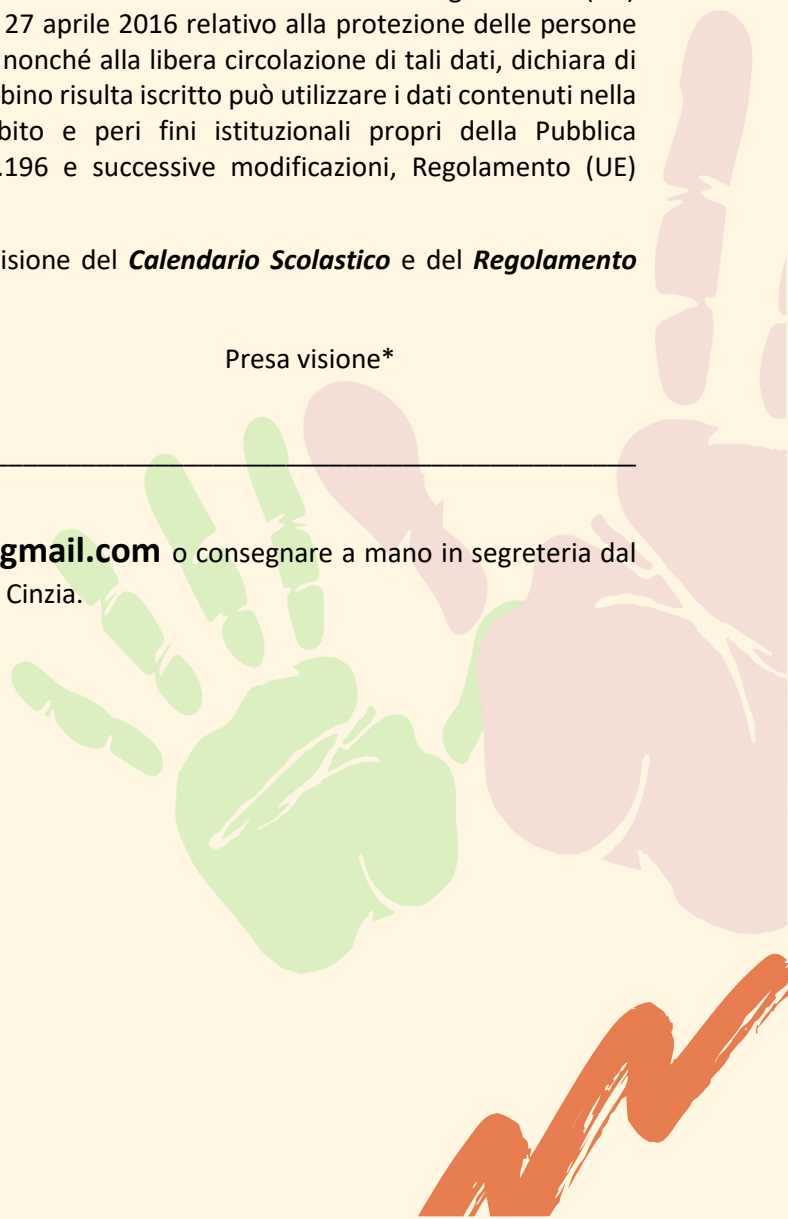 27 aprile 2016 relativo alla protezione delle persone
nonché alla libera circolazione di tali dati, dichiara di
bino risulta iscritto può utilizzare i dati contenuti nella
bito e peri fini istituzionali propri della Pubblica
.196 e successive modificazioni, Regolamento (UE)
isione del Calendario Scolastico e del Regolamento
Presa visione*
gmail.com o consegnare a mano in segreteria dal
Cinzia.